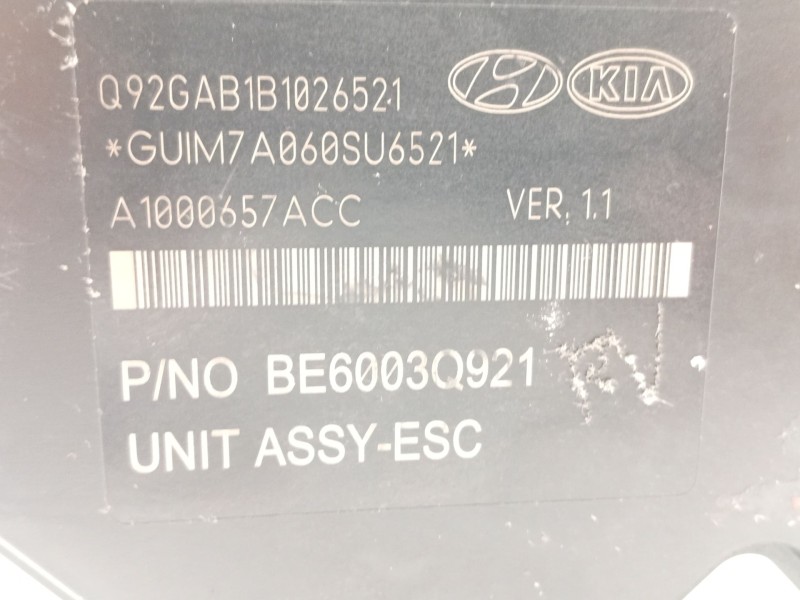 Q92GAB1B1026521
KIA
*GUIM7A060SU6521*
A1000657ACC VER, 1.1
P/NO BE6003Q921
UNIT ASSY-ESC